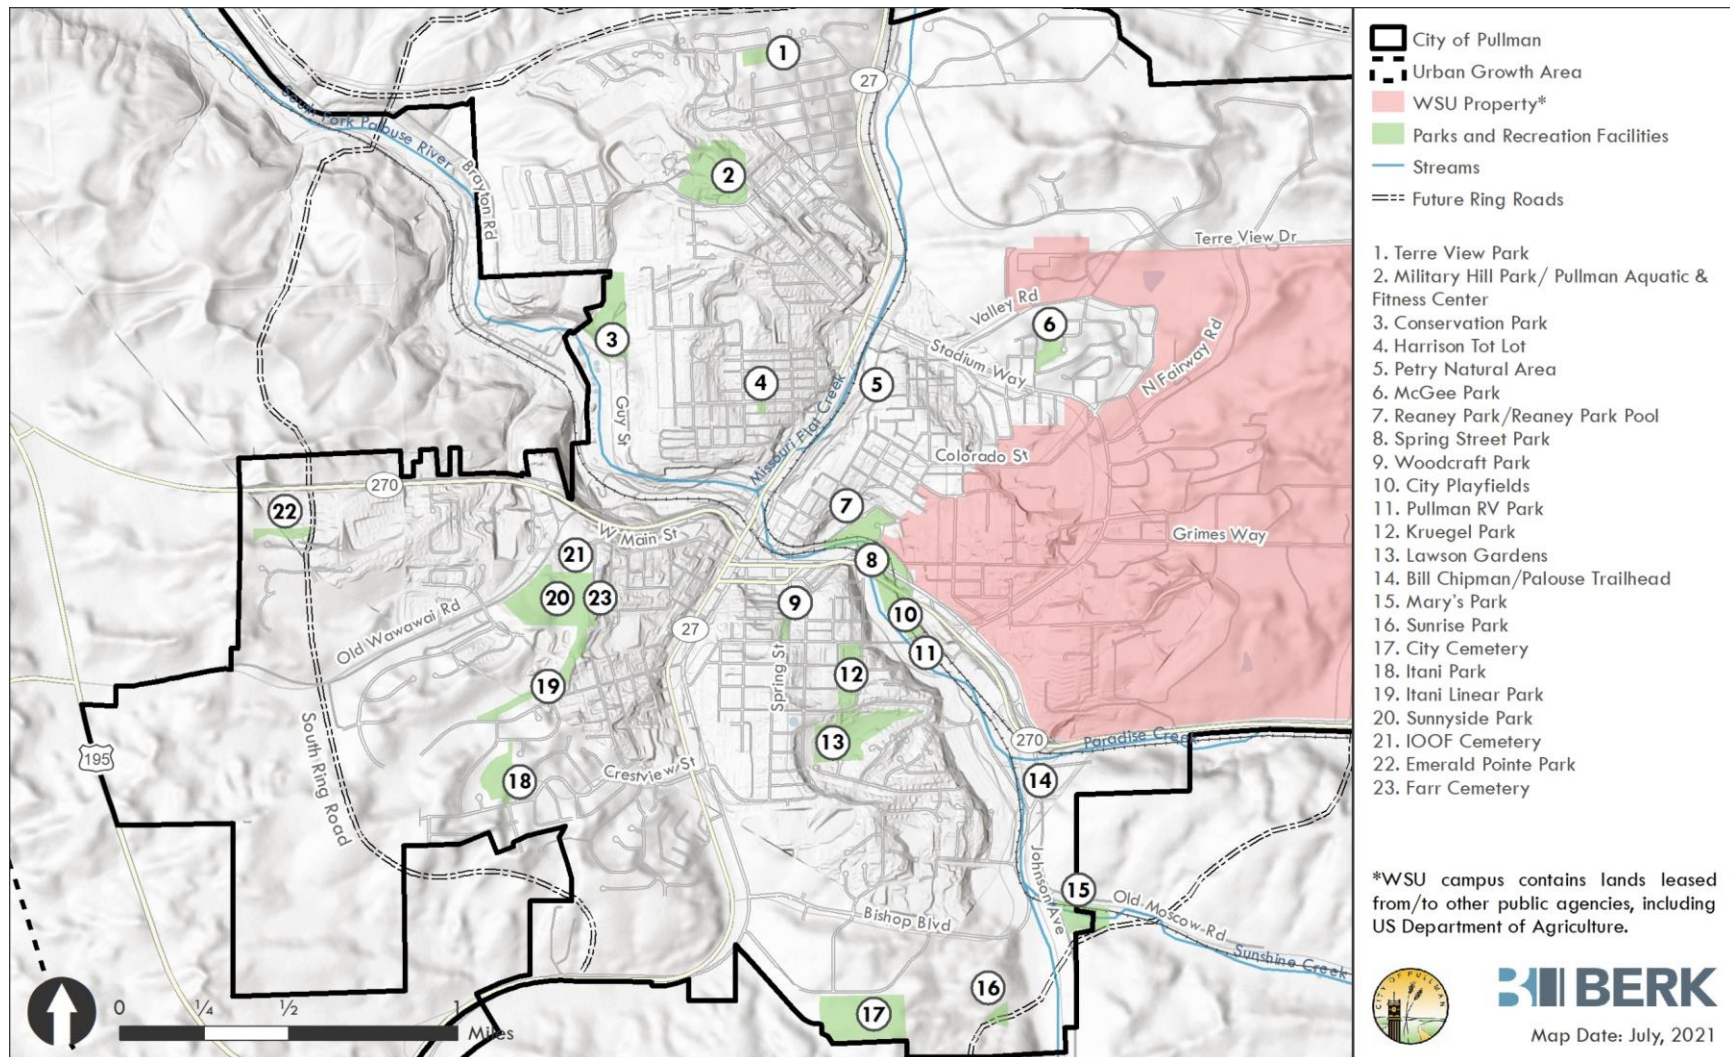 City of Pullman
Urban Growth Area
WSU Property*
Parks and Recreation Facilities
Streams
Future Ring Roads
1. Terre View Park
2. Military Hill Park/ Pullman Aquatic &
Fitness Center
3. Conservation Park
4. Harrison Tot Lot
5. Petry Natural Area
6. McGee Park
7. Reaney Park/Reaney Park Pool
8. Spring Street Park
9. Woodcraft Park
10. City Playfields
11. Pullman RV Park
12. Kruegel Park
13. Lawson Gardens
14. Bill Chipman/Palouse Trailhead
15. Mary's Park
16. Sunrise Park
17. City Cemetery
18. Itani Park
19. Itani Linear Park
20. Sunnyside Park
21. IOOF Cemetery
22. Emerald Pointe Park
23. Farr Cemetery
*WSU campus contains lands leased
from/to other public agencies, including
US Department of Agriculture.
CITY OF PULLMAN
BERK
Map Date: July, 2021
1
27
South Fork Palouse River
Brayton Rd
2
Terre View Dr
Valley Rd
6
3
Stadium Way
N Fairway Rd
4
5
Guy St
Missouri Flat Creek
Colorado St
270
22
7
W Main St
Grimes Way
21
8
20
23
9
10
Old Wawawai Rd
27
11
12
19
Spring St
13
270
Paradise Creek
195
South Ring Road
18
Crestview St
14
Johnson Ave
15
Old Moscow Rd
Bishop Blvd
Sunshine Creek
16
17
0 ¼ ½ 1
Miles